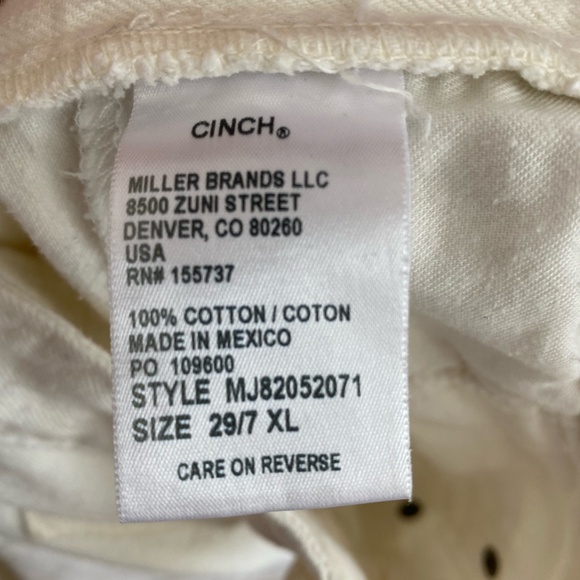 CINCH®
MILLER BRANDS LLC
8500 ZUNI STREET
DENVER, CO 80260
USA
RN# 155737
100% COTTON / COTON
MADE IN MEXICO
PO 109600
STYLE MJ82052071
SIZE 29/7 XL
CARE ON REVERSE